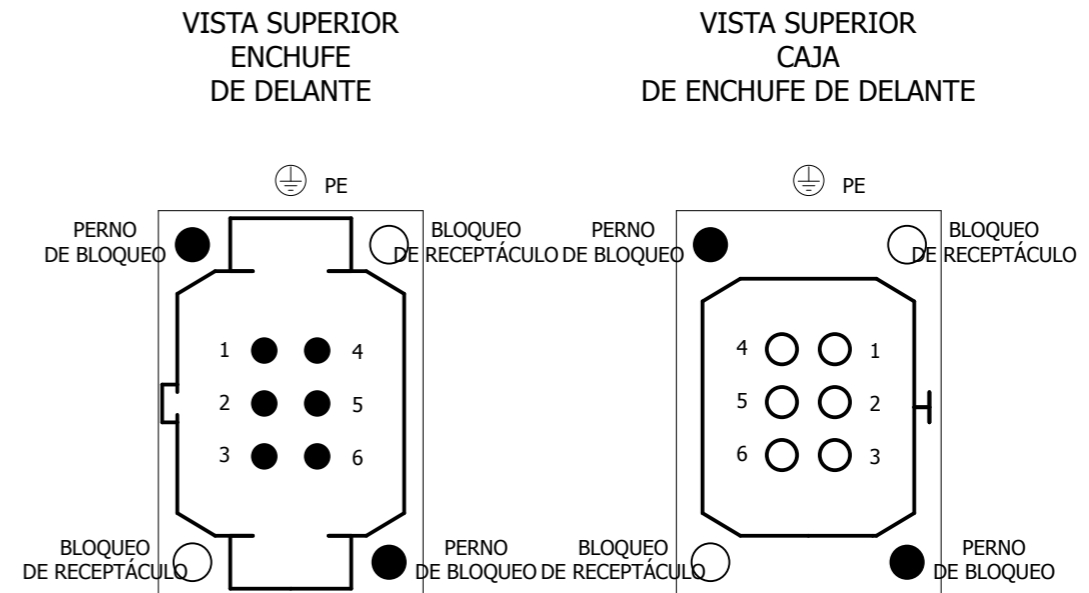 VISTA SUPERIOR
ENCHUFE
DE DELANTE
PE
PERNO
DE BLOQUEO
BLOQUEO
DE RECEPTÁCULO
1
4
2
5
3
6
BLOQUEO
DE RECEPTÁCULO
PERNO
DE BLOQUEO
VISTA SUPERIOR
CAJA
DE ENCHUFE DE DELANTE
PE
PERNO
DE BLOQUEO
BLOQUEO
DE RECEPTÁCULO
4
1
5
2
6
3
BLOQUEO
DE RECEPTÁCULO
PERNO
DE BLOQUEO